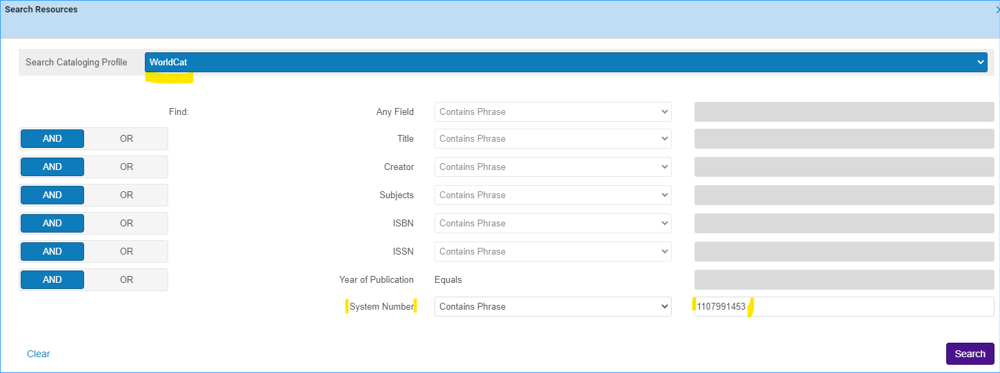 Search Resources
Search Cataloging Profile WorldCat
Find: Any Field Contains Phrase
AND OR Title Contains Phrase
AND OR Creator Contains Phrase
AND OR Subjects Contains Phrase
AND OR ISBN Contains Phrase
AND OR ISSN Contains Phrase
AND OR Year of Publication Equals
System Number Contains Phrase 1107991453
Clear Search